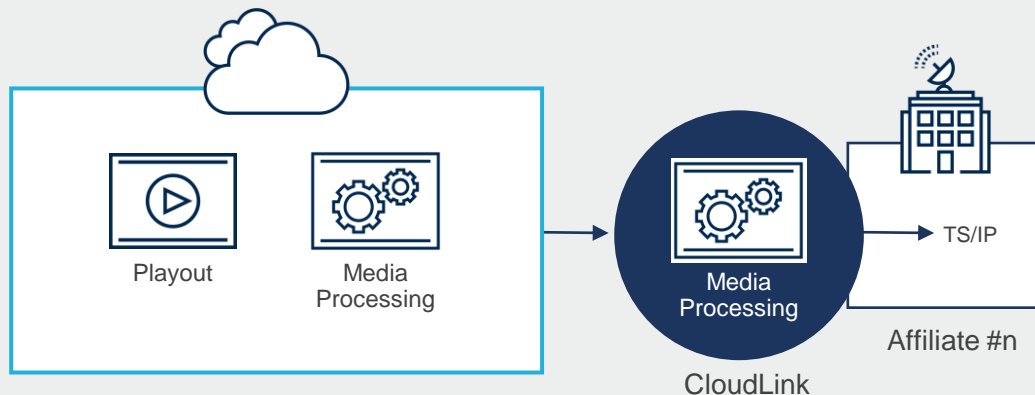 Playout
Media
Processing
Media
Processing
CloudLink
TS/IP
Affiliate #n